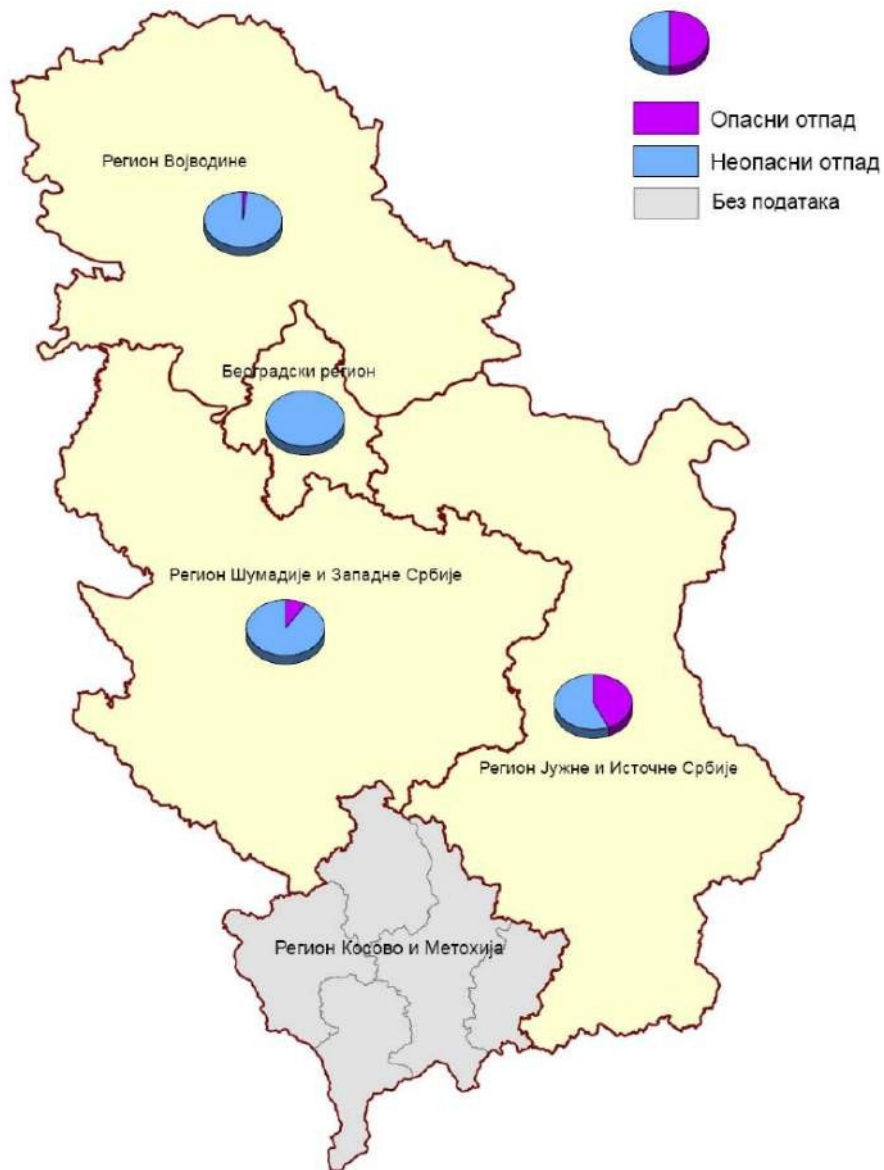 Опасни отпад
Неопасни отпад
Без података
Регион Војводине
Београдски регион
Регион Шумадије и Западне Србије
Регион Јужне и Источне Србије
Регион Косово и Метохија